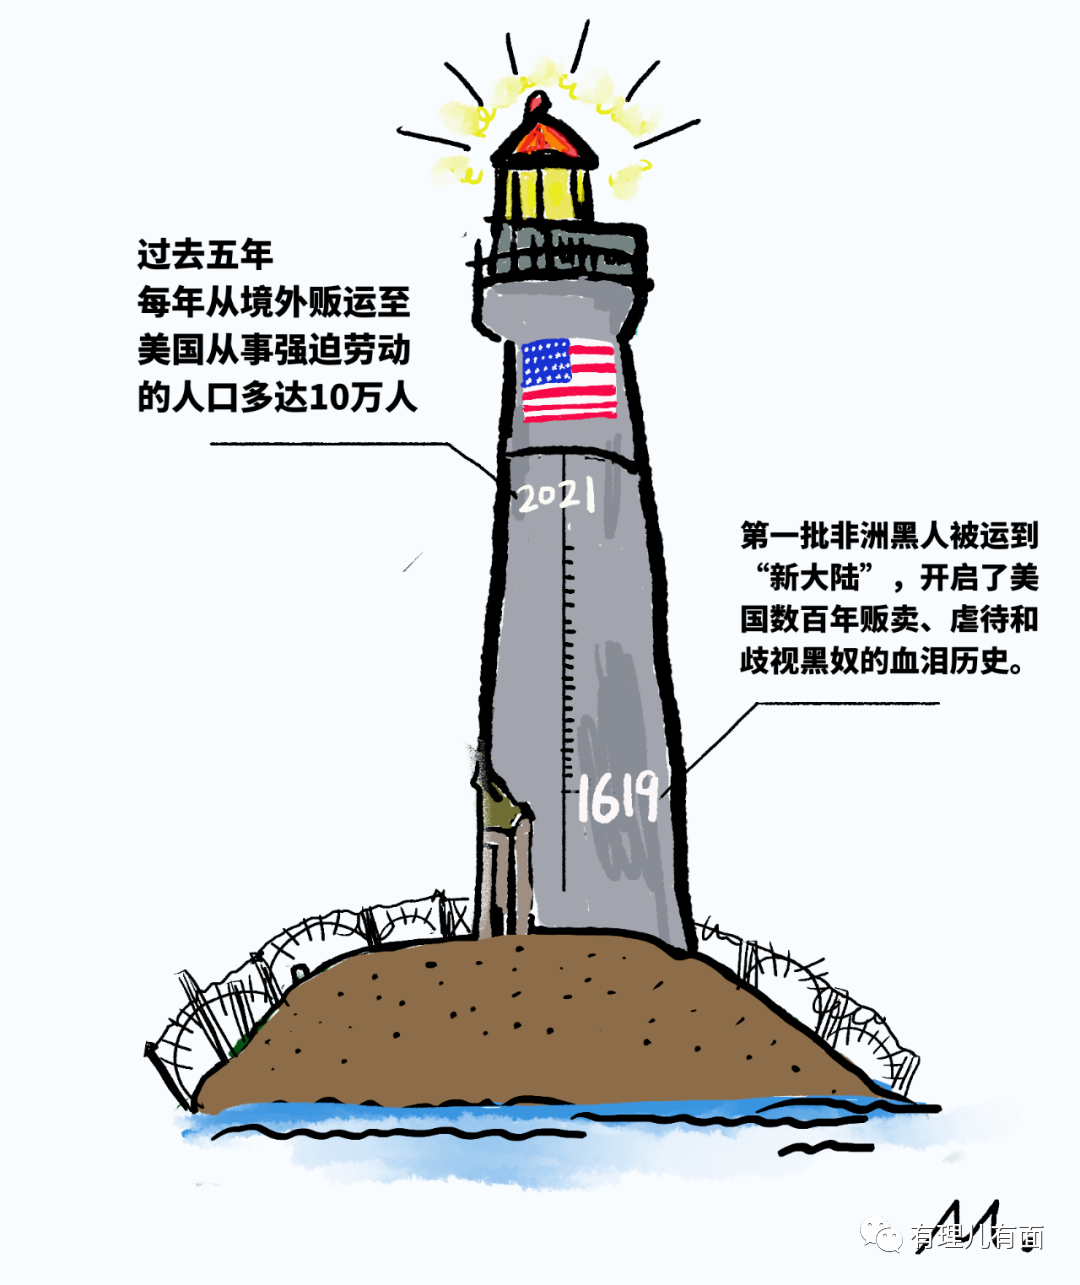 过去五年
每年从境外贩运至
美国从事强迫劳动
的人口多达10万人
2021
第一批非洲黑人被运到
“新大陆”，开启了美
国数百年贩卖、虐待和
歧视黑奴的血泪历史。
1619
M.
有理儿有面